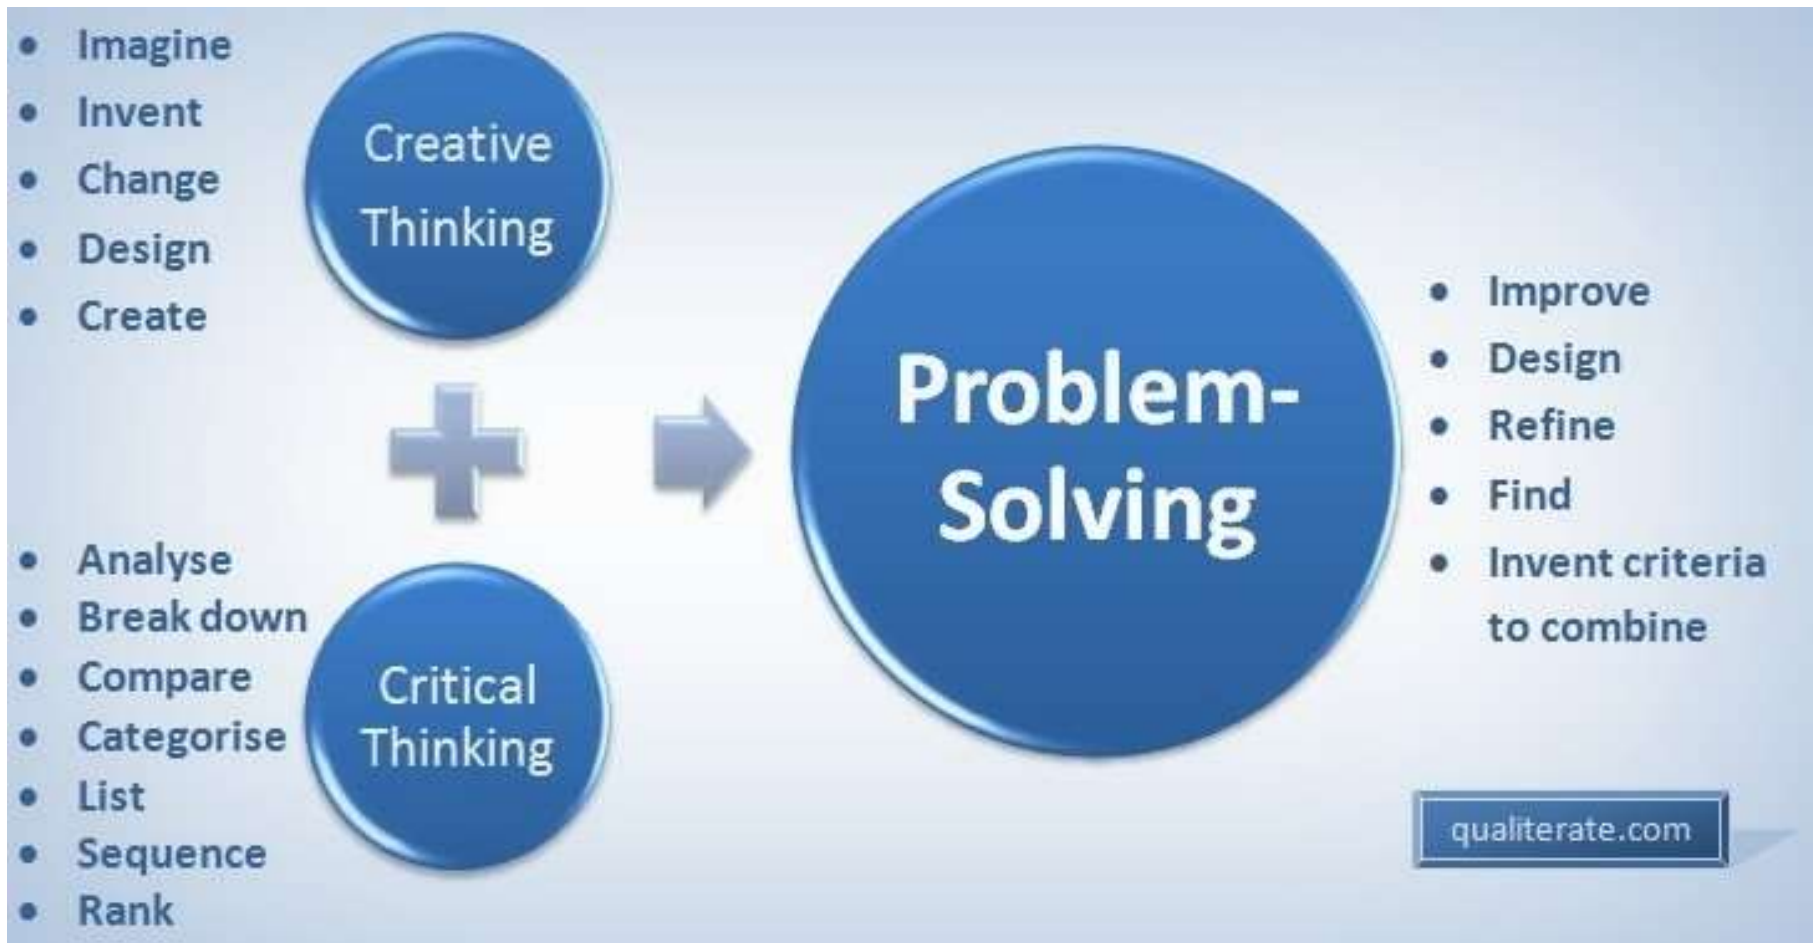 Imagine
Invent
Change
Design
Create
Creative
Thinking
Analyse
Break down
Compare
Categorise
List
Sequence
Rank
Critical
Thinking
Problem-
Solving
Improve
Design
Refine
Find
Invent criteria
to combine
qualiterate.com